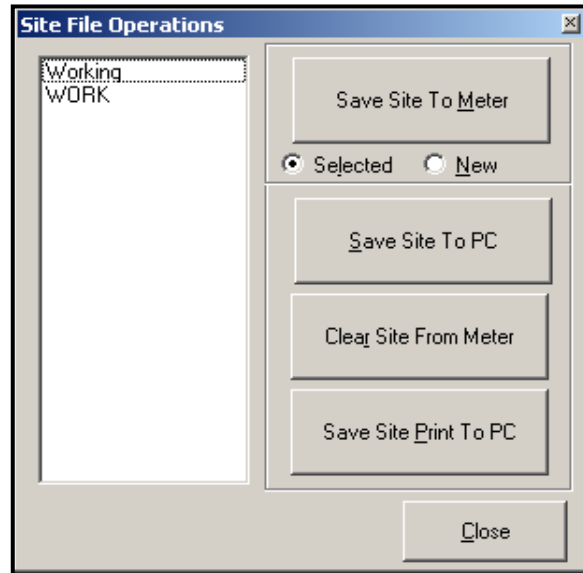 Site File Operations
Working
WORK
Save Site To Meter
Selected
New
Save Site To PC
Clear Site From Meter
Save Site Print To PC
Close